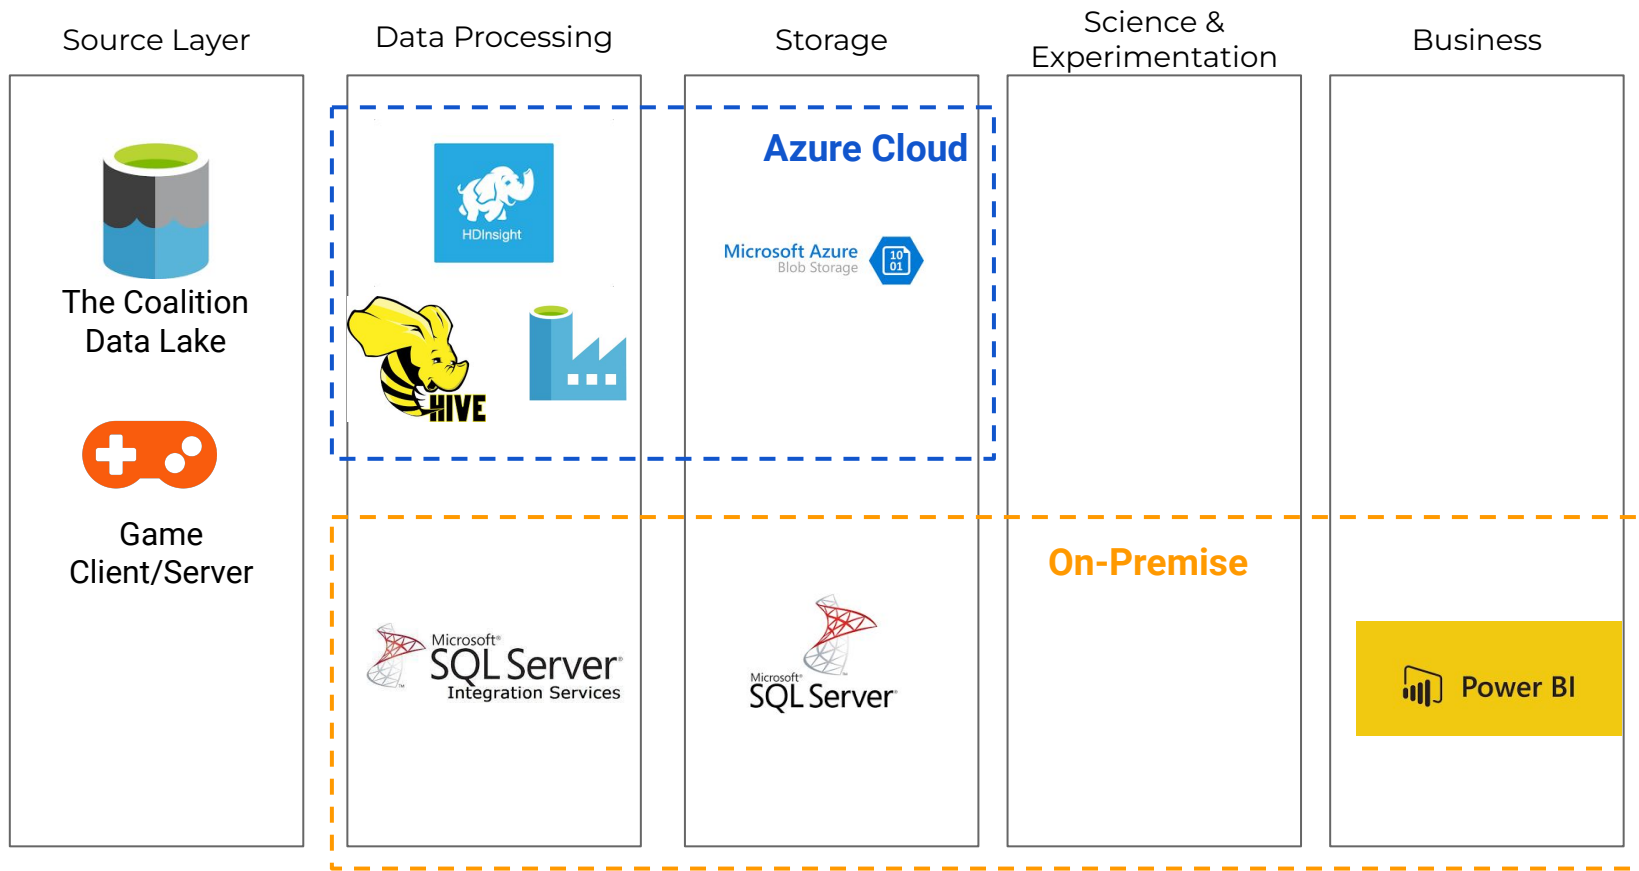 Source Layer
Data Processing
Storage
Science &
Experimentation
Business
Azure Cloud
HDInsight
Microsoft Azure
Blob Storage
10
01
The Coalition
Data Lake
HIVE
Game
Client/Server
On-Premise
Microsoft®
SQL Server®
Integration Services
™
Microsoft®
SQL Server®
Power BI